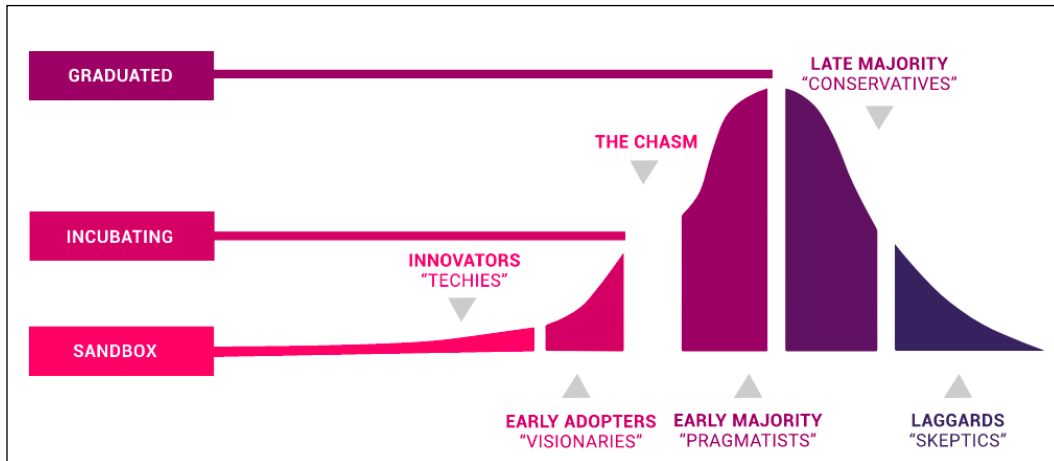 GRADUATED
LATE MAJORITY
“CONSERVATIVES”
THE CHASM
INCUBATING
INNOVATORS
“TECHIES”
SANDBOX
EARLY ADOPTERS
“VISIONARIES”
EARLY MAJORITY
“PRAGMATISTS”
LAGGARDS
“SKEPTICS”